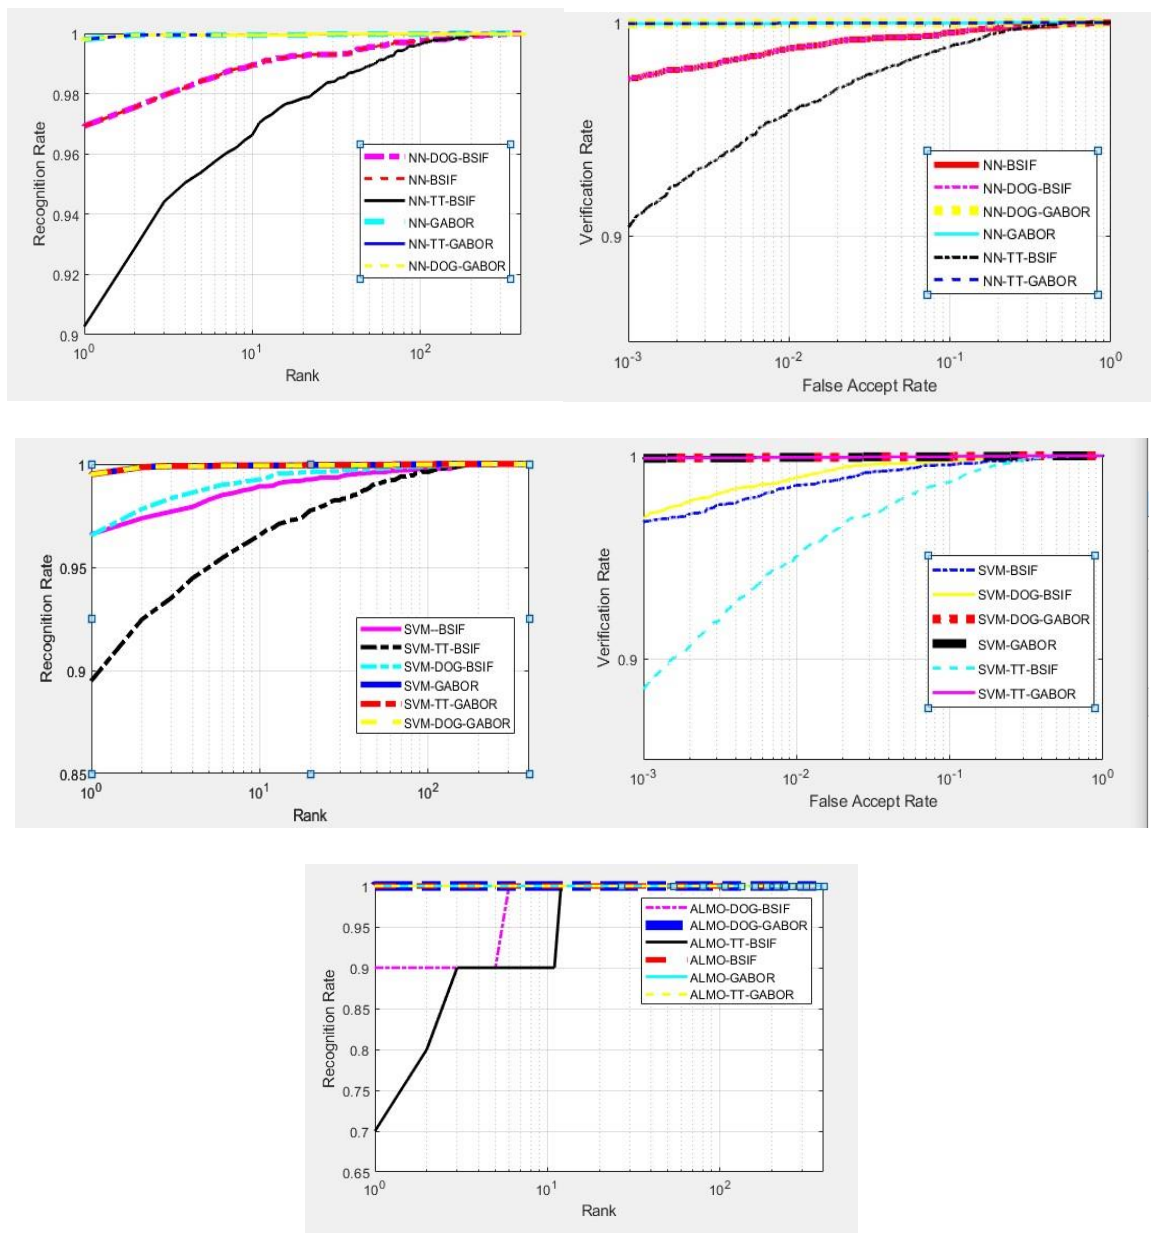 1
0.98
0.96
0.94
0.92
0.9
Recognition Rate
10^0
10^1
10^2
Rank
NN-DOG-BSIF
NN-BSIF
NN-TT-BSIF
NN-GABOR
NN-TT-GABOR
NN-DOG-GABOR
1
0.9
Verification Rate
10^-3
10^-2
10^-1
10^0
False Accept Rate
NN-BSIF
NN-DOG-BSIF
NN-DOG-GABOR
NN-GABOR
NN-TT-BSIF
NN-TT-GABOR
1
0.95
0.9
0.85
Recognition Rate
10^0
10^1
10^2
Rank
SVM--BSIF
SVM-TT-BSIF
SVM-DOG-BSIF
SVM-GABOR
SVM-TT-GABOR
SVM-DOG-GABOR
1
0.9
Verification Rate
10^-3
10^-2
10^-1
10^0
False Accept Rate
SVM-BSIF
SVM-DOG-BSIF
SVM-DOG-GABOR
SVM-GABOR
SVM-TT-BSIF
SVM-TT-GABOR
1
0.95
0.9
0.85
0.8
0.75
0.7
0.65
Recognition Rate
10^0
10^1
10^2
Rank
ALMO-DOG-BSIF
ALMO-DOG-GABOR
ALMO-TT-BSIF
ALMO-BSIF
ALMO-GABOR
ALMO-TT-GABOR